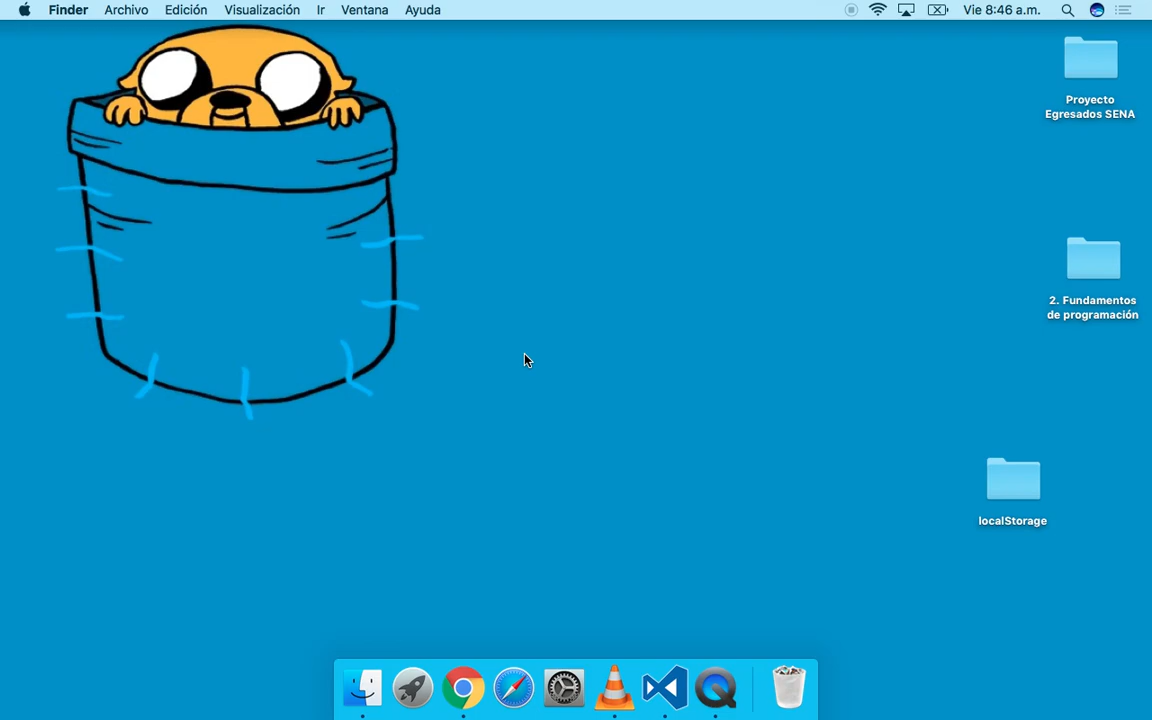 Finder Archivo Edición Visualización Ir Ventana Ayuda Vie 8:46 a.m.
Proyecto
Egresados SENA
2. Fundamentos
de programación
localStorage